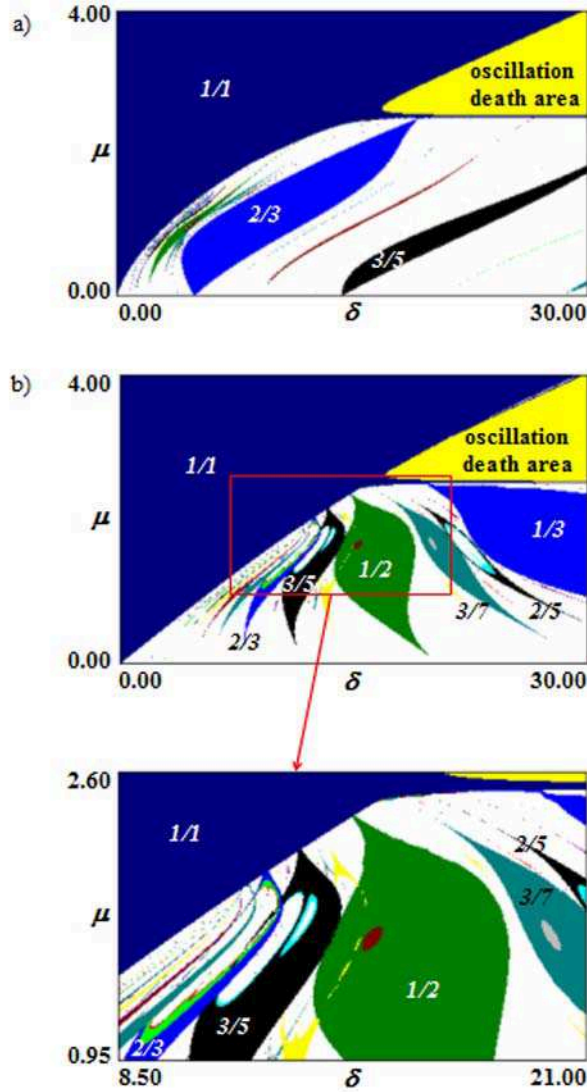 a)
4.00
oscillation
death area
1/1
μ
2/3
3/5
0.00
0.00
δ
30.00
b)
4.00
oscillation
death area
1/1
μ
1/3
1/2
3/5
3/7
2/5
2/3
0.00
0.00
δ
30.00
2.60
1/1
2/5
μ
3/7
1/2
3/5
2/3
0.95
8.50
δ
21.00